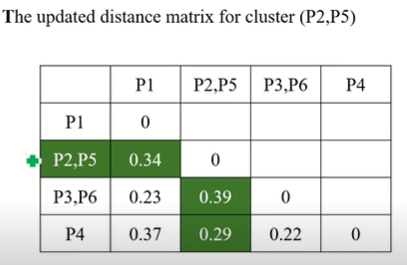 The updated distance matrix for cluster (P2,P5)
P1 P2,P5 P3,P6 P4
P1 0
P2,P5 0.34 0
P3,P6 0.23 0.39 0
P4 0.37 0.29 0.22 0